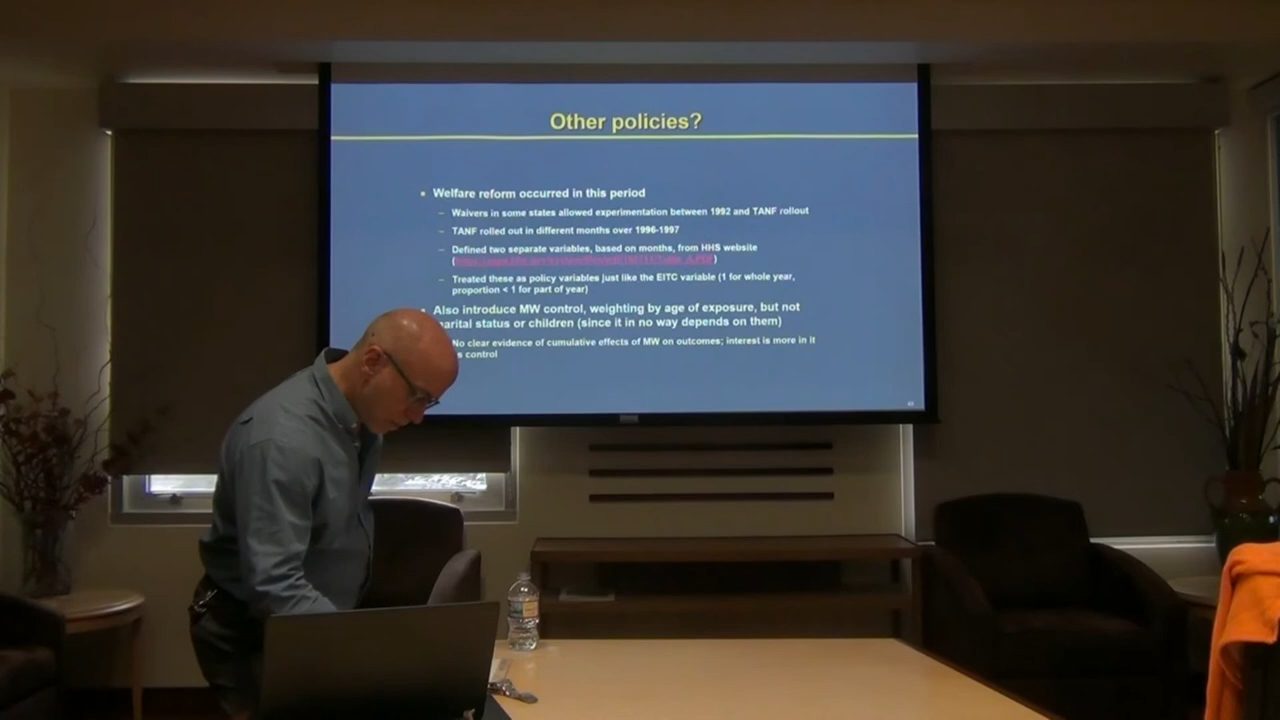 Other policies?
• Welfare reform occurred in this period
– Waivers in some states allowed experimentation between 1992 and TANF rollout
– TANF rolled out in different months over 1996-1997
– Defined two separate variables, based on months, from HHS website
– Treated these as policy variables just like the EITC variable (1 for whole year,
proportion < 1 for part of year)
Also introduce MW control, weighting by age of exposure, but not
status or children (since it in no way depends on them)
No clear evidence of cumulative effects of MW on outcomes; interest is more in it
control